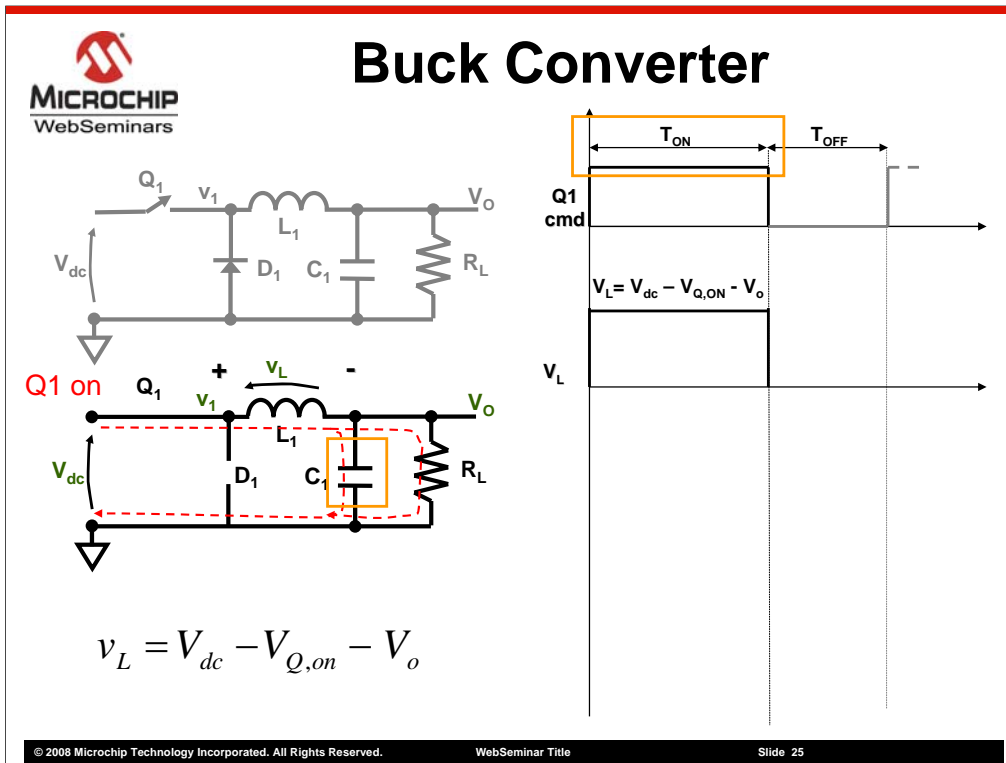 Buck Converter
MICROCHIP
WebSeminars
Q1 v1 VO
L1
Vdc D1 C1 RL
TON TOFF
Q1
cmd
VL= Vdc – VQ,ON - Vo
VL
Q1 on Q1 + vL -
v1 VO
L1
Vdc D1 C1 RL
vL = Vdc − VQ,on − Vo
© 2008 Microchip Technology Incorporated. All Rights Reserved. WebSeminar Title Slide 25